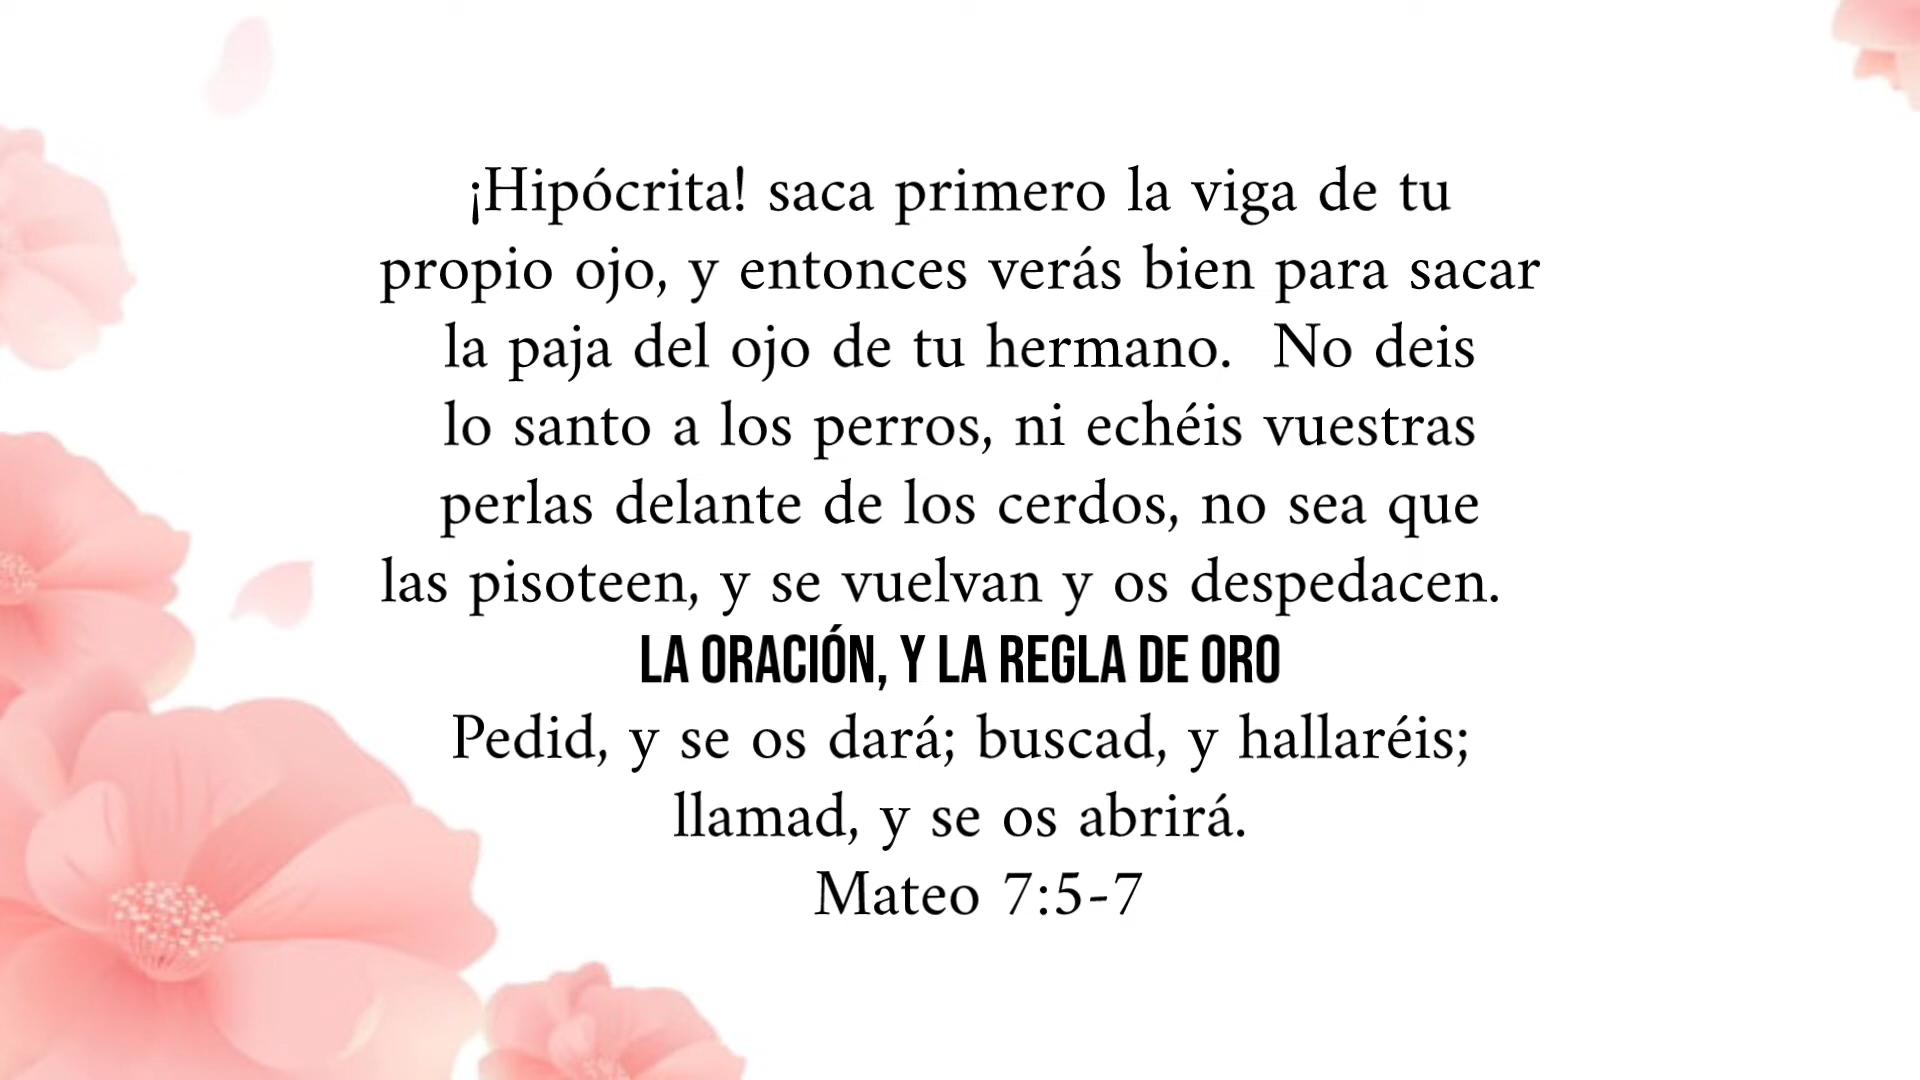 ¡Hipócrita! saca primero la viga de tu
propio ojo, y entonces verás bien para sacar
la paja del ojo de tu hermano.  No deis
lo santo a los perros, ni echéis vuestras
perlas delante de los cerdos, no sea que
las pisoteen, y se vuelvan y os despedacen.
LA ORACIÓN, Y LA REGLA DE ORO
Pedid, y se os dará; buscad, y hallaréis;
llamad, y se os abrirá.
Mateo 7:5-7